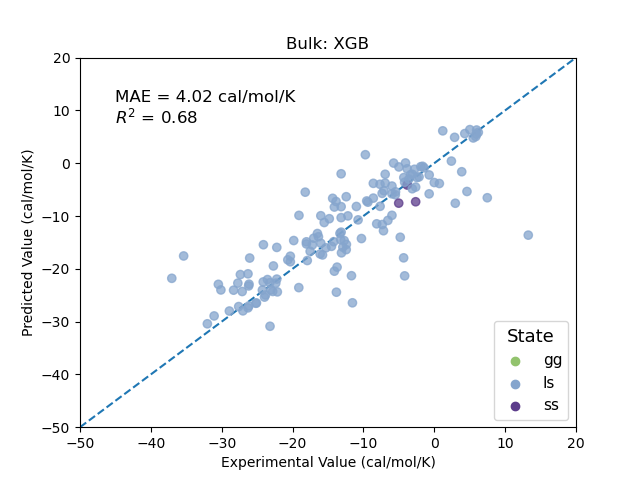 Bulk: XGB
MAE = 4.02 cal/mol/K
R² = 0.68
Predicted Value (cal/mol/K)
20
10
0
−10
−20
−30
−40
−50
−50 −40 −30 −20 −10 0 10 20
Experimental Value (cal/mol/K)
State
gg
ls
ss